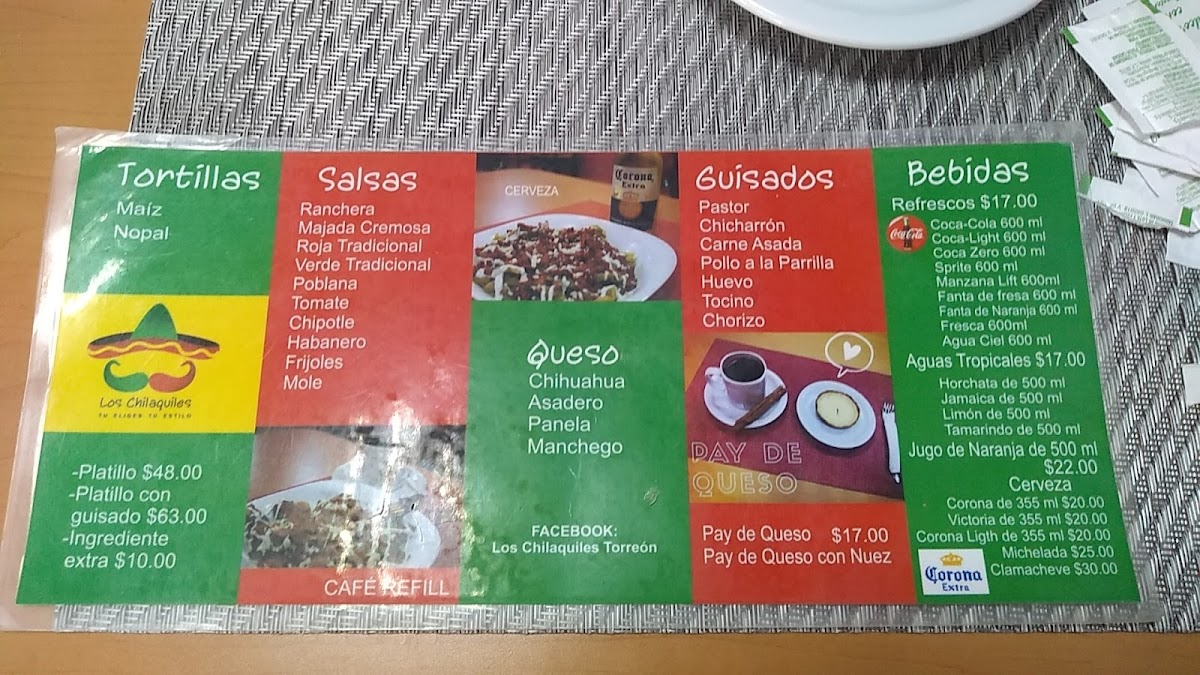 Tortillas
Maíz
Nopal
Los Chilaquiles
TU ELIGES TU ESTILO
-Platillo $48.00
-Platillo con
guisado $63.00
-Ingrediente
extra $10.00
Salsas
Ranchera
Majada Cremosa
Roja Tradicional
Verde Tradicional
Poblana
Tomate
Chipotle
Habanero
Frijoles
Mole
CAFÉ REFILL
CERVEZA
Corona
Extra
Queso
Chihuahua
Asadero
Panela
Manchego
FACEBOOK:
Los Chilaquiles Torreón
Guisados
Pastor
Chicharrón
Carne Asada
Pollo a la Parrilla
Huevo
Tocino
Chorizo
PAY DE
QUESO
Pay de Queso $17.00
Pay de Queso con Nuez
Bebidas
Refrescos $17.00
Coca-Cola
Coca-Cola 600 ml
Coca-Light 600 ml
Coca Zero 600 ml
Sprite 600 ml
Manzana Lift 600ml
Fanta de fresa 600 ml
Fanta de Naranja 600 ml
Fresca 600ml
Agua Ciel 600 ml
Aguas Tropicales $17.00
Horchata de 500 ml
Jamaica de 500 ml
Limón de 500 ml
Tamarindo de 500 ml
Jugo de Naranja de 500 ml
$22.00
Cerveza
Corona de 355 ml $20.00
Victoria de 355 ml $20.00
Corona Ligth de 355 ml $20.00
Michelada $25.00
Clamacheve $30.00
Corona
Extra